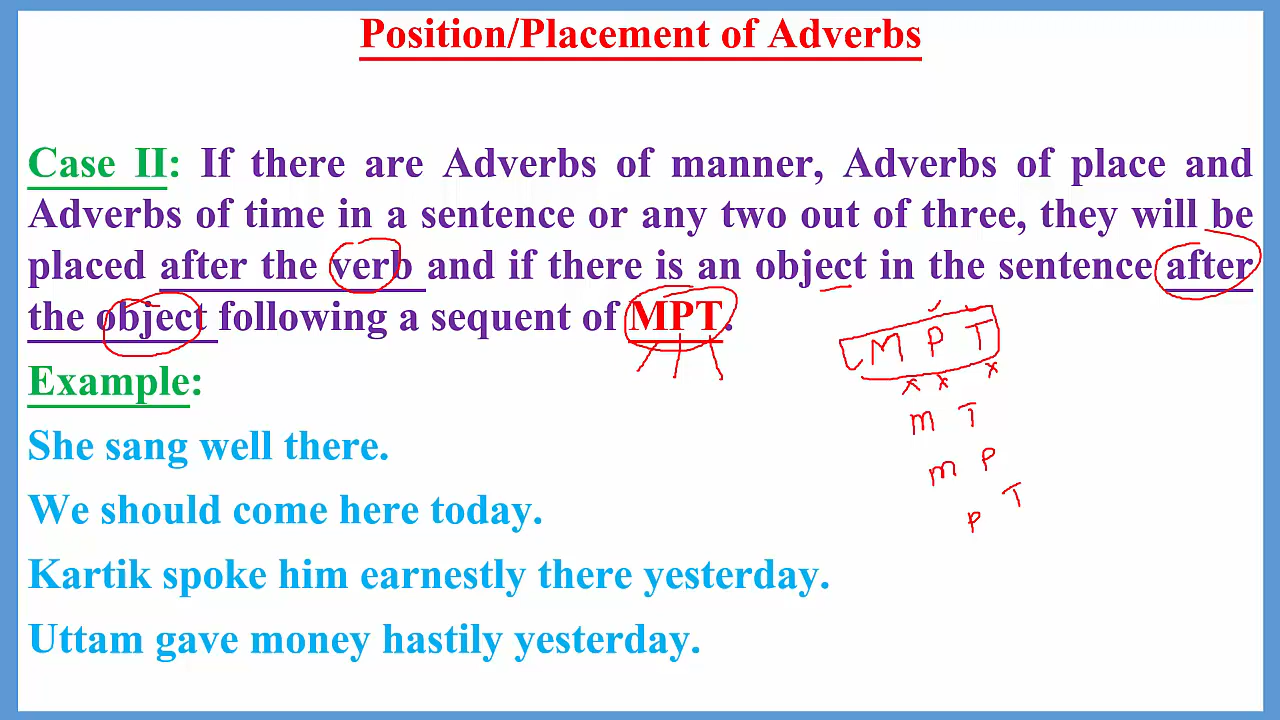 Position/Placement of Adverbs
Case II: If there are Adverbs of manner, Adverbs of place and
Adverbs of time in a sentence or any two out of three, they will be
placed after the verb and if there is an object in the sentence after
the object following a sequent of MPT.
M P T
Example:
m T
She sang well there.
m P
We should come here today.
P T
Kartik spoke him earnestly there yesterday.
Uttam gave money hastily yesterday.